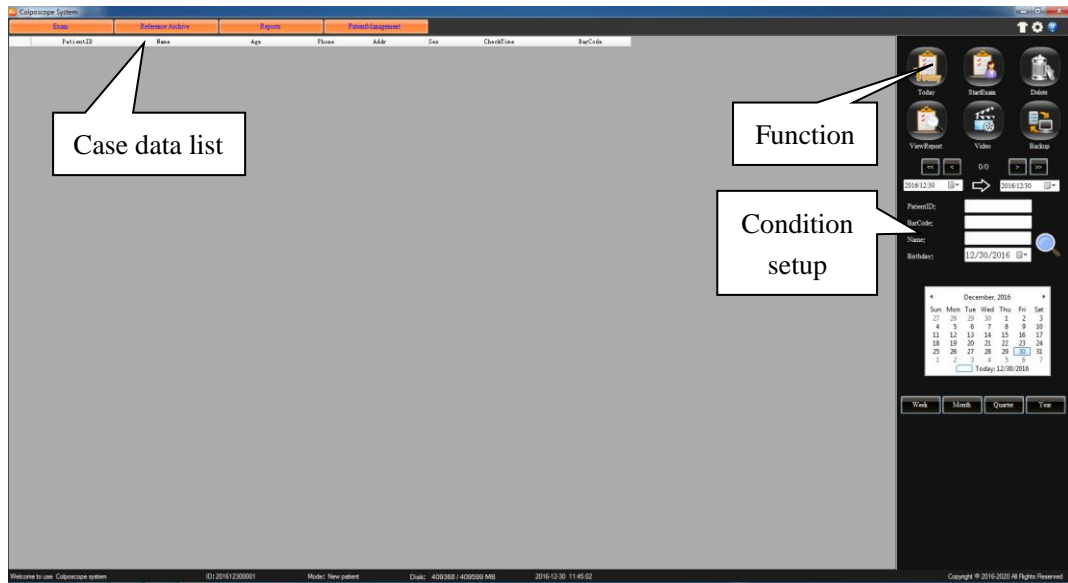 Colposcope System
Exam Reference Archive Reports PatientManagement
PatientID Name Age Phone Addr Sex CheckTime BarCode
Case data list
Function
Condition
setup
Today
Today StartExam Delete
ViewReport Video Backup
<< < 0/0 > >>
2016/12/30 2016/12/30
PatientID:
BarCode:
Name:
Birthday: 12/30/2016
December, 2016
Sun Mon Tue Wed Thu Fri Sat
27 28 29 30 1 2 3
4 5 6 7 8 9 10
11 12 13 14 15 16 17
18 19 20 21 22 23 24
25 26 27 28 29 30 31
1 2 3 4 5 6 7
Today: 12/30/2016
Week Month Quarter Year
Welcome to use Colposcope system ID: 201612300001 Mode: New patient Disk: 409368 / 409599 MB 2016-12-30 11:45:02 Copyright © 2016-2020 All Rights Reserved